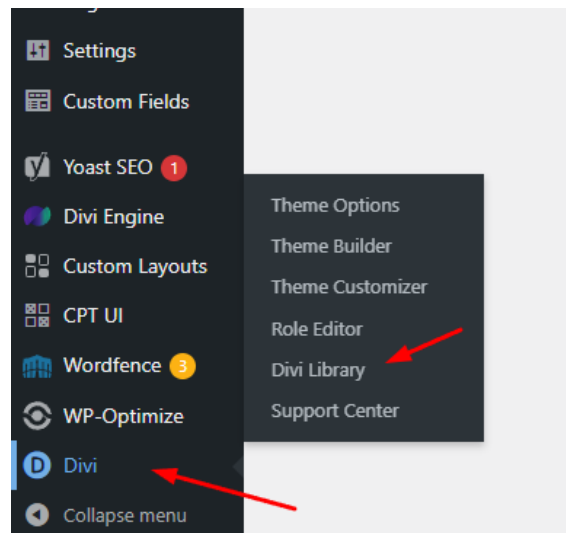 Settings
Custom Fields
Yoast SEO 1
Divi Engine
Custom Layouts
CPT UI
Wordfence 3
WP-Optimize
D Divi
Collapse menu
Theme Options
Theme Builder
Theme Customizer
Role Editor
Divi Library
Support Center